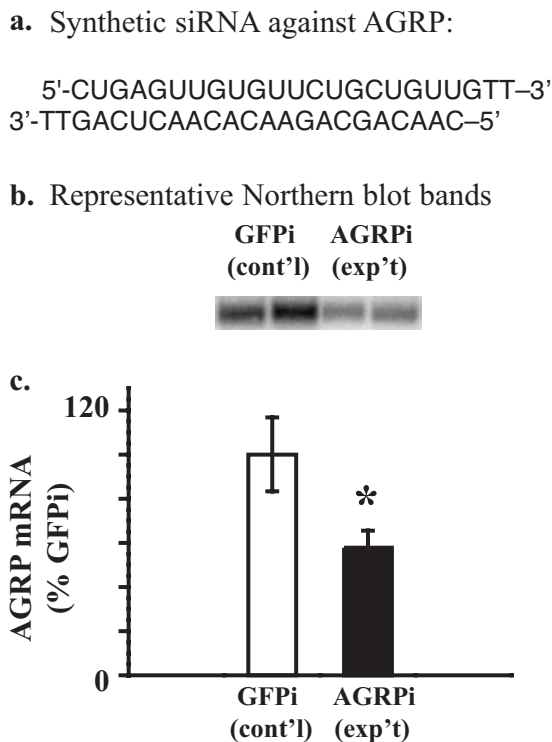 a. Synthetic siRNA against AGRP:
5'-CUGAGUUGUGUUCUGCUGUUGTT–3'
3'-TTGACUCAACACAAGACGACAAC–5'
b. Representative Northern blot bands
GFPi AGRPi
(cont'l) (exp't)
c.
120
AGRP mRNA
(% GFPi)
*
0
GFPi AGRPi
(cont'l) (exp't)